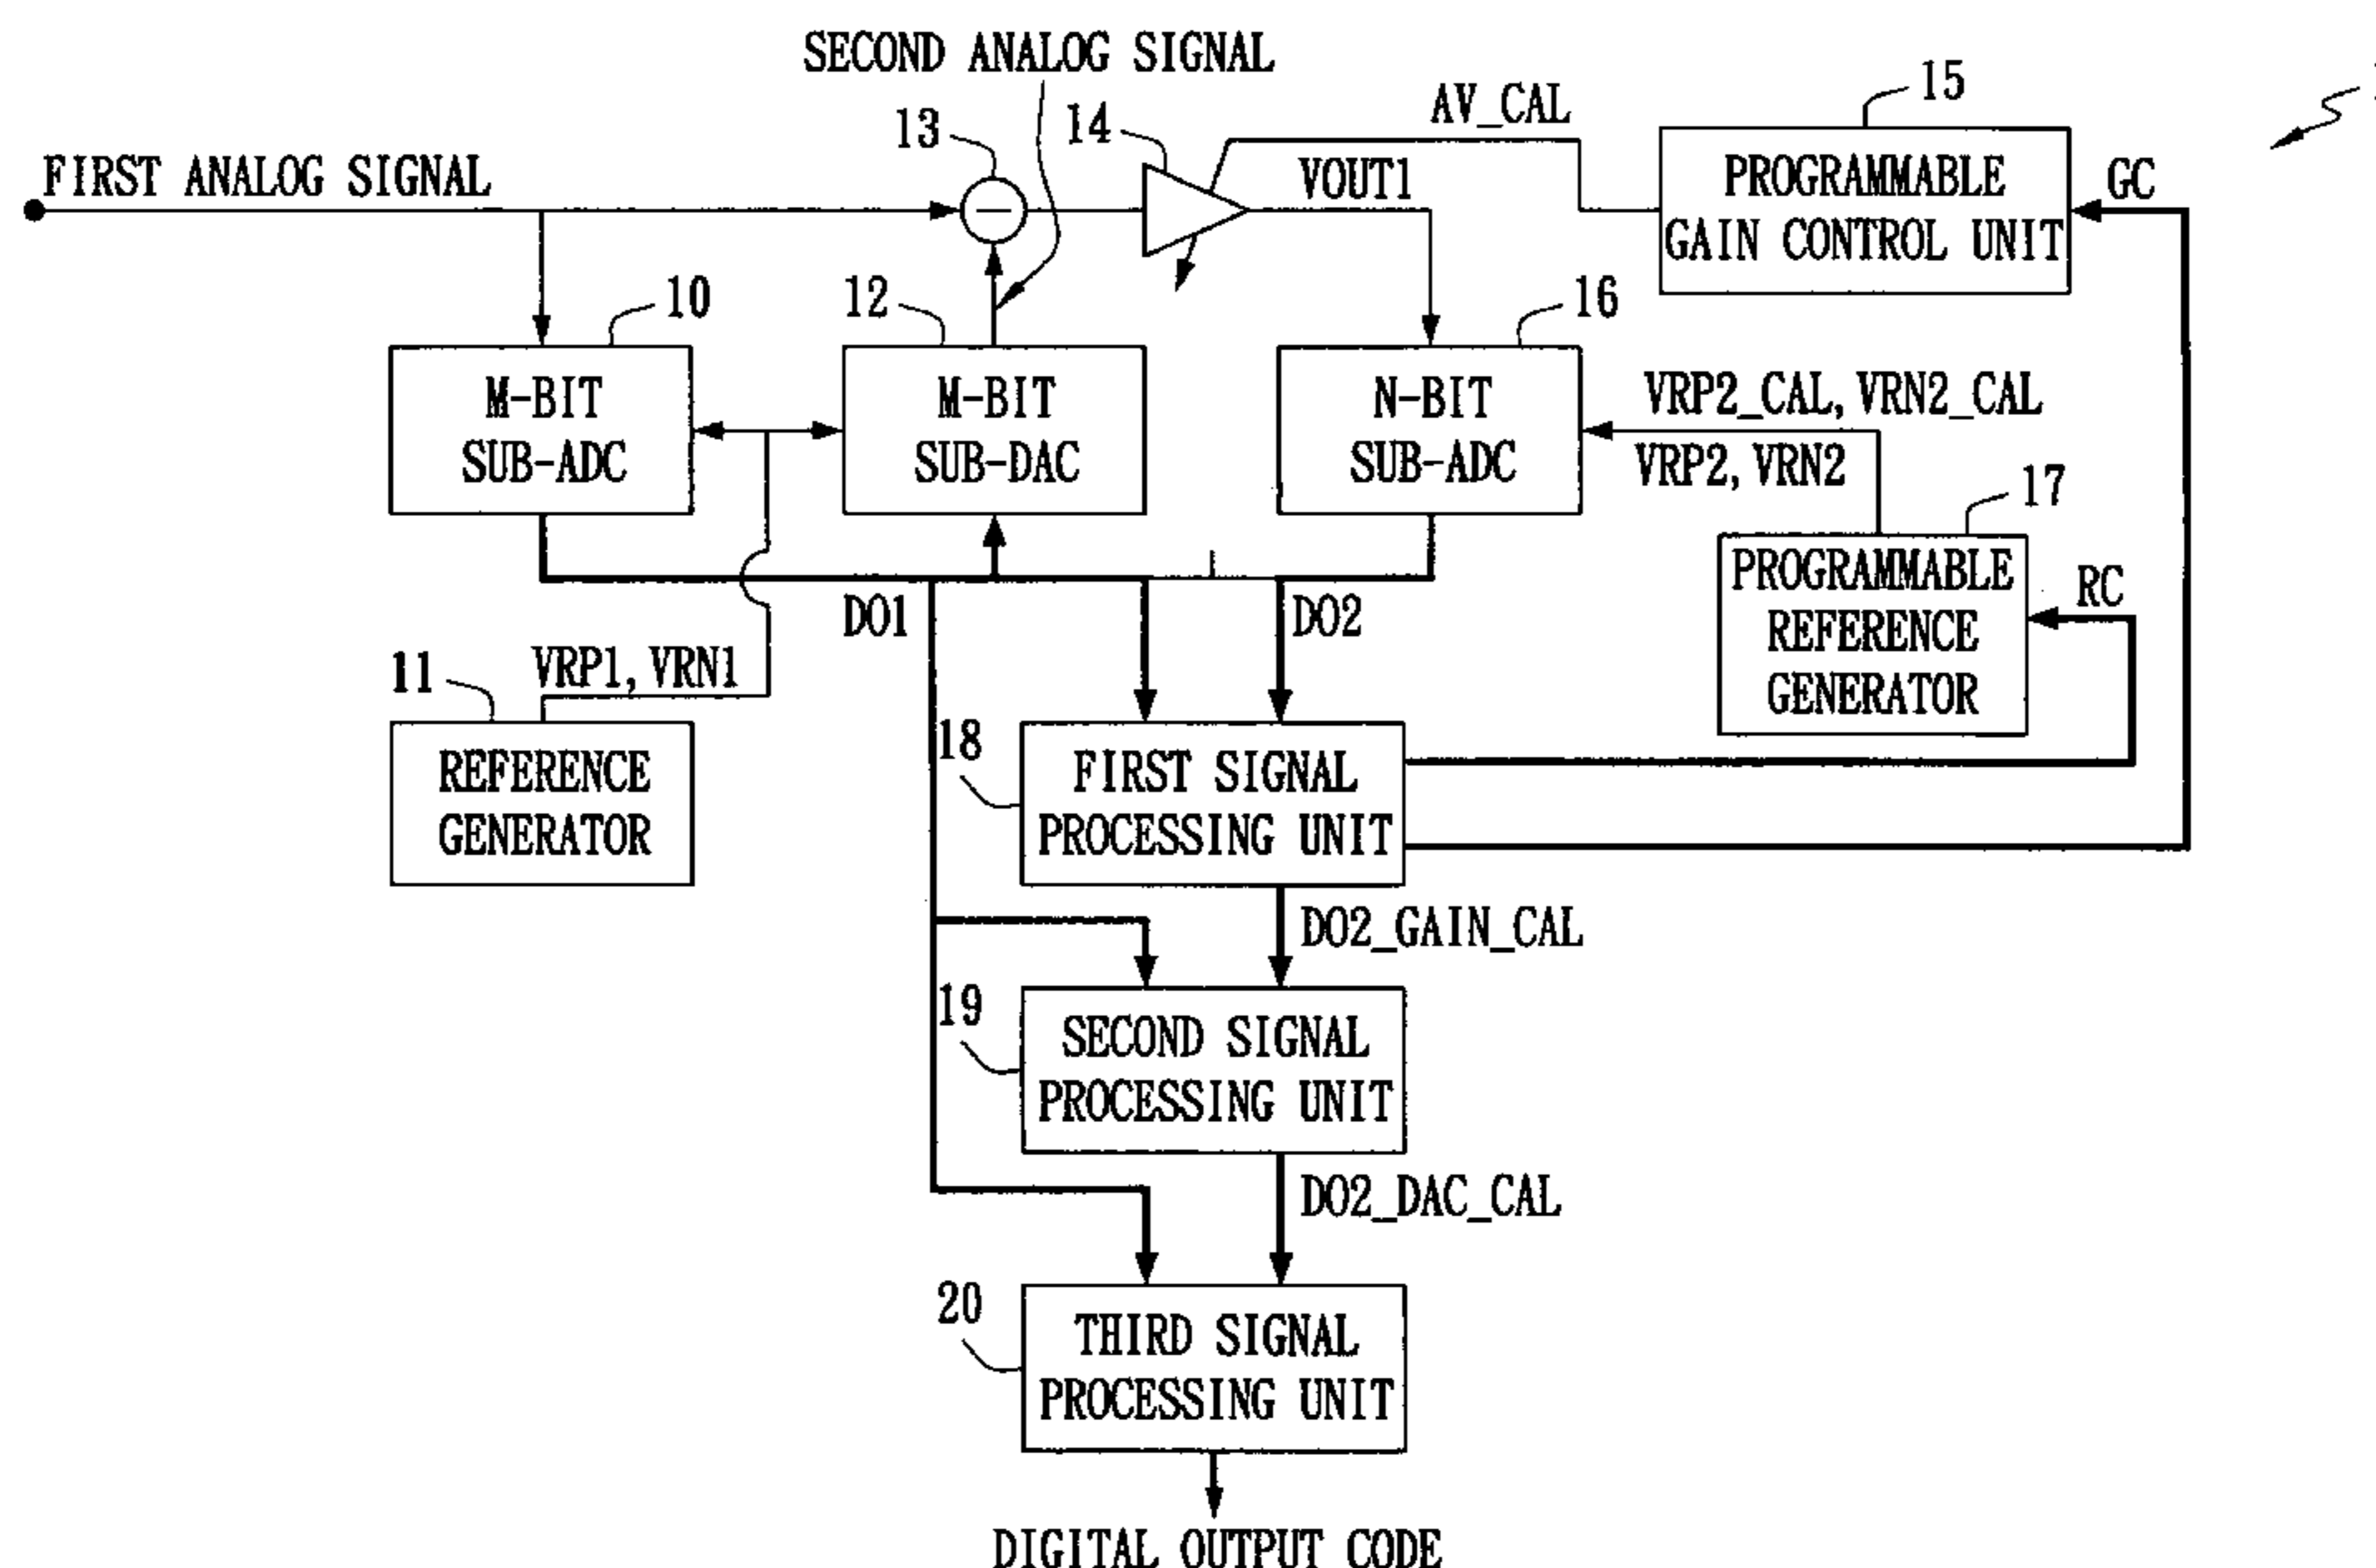 SECOND ANALOG SIGNAL
13
14
AV_CAL
15
FIRST ANALOG SIGNAL
VOUT1
PROGRAMMABLE
GAIN CONTROL UNIT
GC
10
12
16
M-BIT
SUB-ADC
M-BIT
SUB-DAC
N-BIT
SUB-ADC
VRP2_CAL, VRN2_CAL
VRP2, VRN2
17
PROGRAMMABLE
REFERENCE
GENERATOR
RC
DO1
DO2
11
VRP1, VRN1
REFERENCE
GENERATOR
18
FIRST SIGNAL
PROCESSING UNIT
DO2_GAIN_CAL
19
SECOND SIGNAL
PROCESSING UNIT
DO2_DAC_CAL
20
THIRD SIGNAL
PROCESSING UNIT
DIGITAL OUTPUT CODE